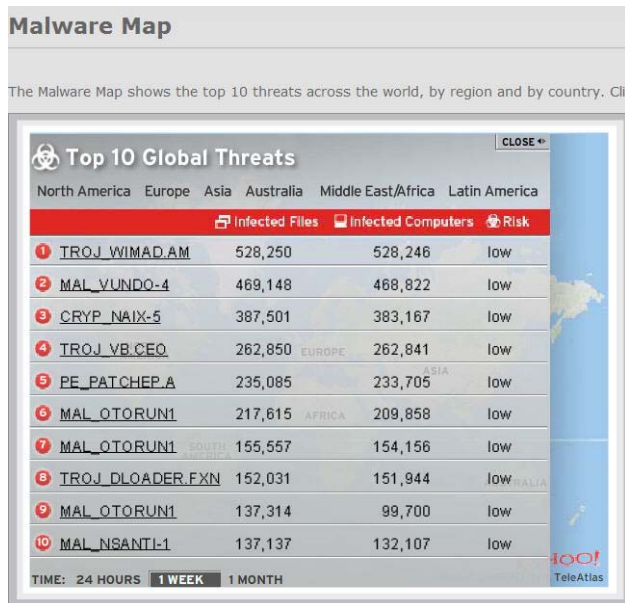 Malware Map
The Malware Map shows the top 10 threats across the world, by region and by country. Cli
CLOSE
Top 10 Global Threats
North America Europe Asia Australia Middle East/Africa Latin America
Infected Files Infected Computers Risk
1 TROJ_WIMAD.AM 528,250 528,246 low
2 MAL_VUNDO-4 469,148 468,822 low
3 CRYP_NAIX-5 387,501 383,167 low
4 TROJ_VB.CEO 262,850 EUROPE 262,841 low
ASIA
5 PE_PATCHEP.A 235,085 233,705 low
6 MAL_OTORUN1 217,615 AFRICA 209,858 low
7 MAL_OTORUN1 SOUTH 155,557 154,156 low
AMERICA
8 TROJ_DLOADER.FXN 152,031 151,944 low
9 MAL_OTORUN1 137,314 99,700 low
10 MAL_NSANTI-1 137,137 132,107 low
TIME: 24 HOURS 1 WEEK 1 MONTH
TeleAtlas